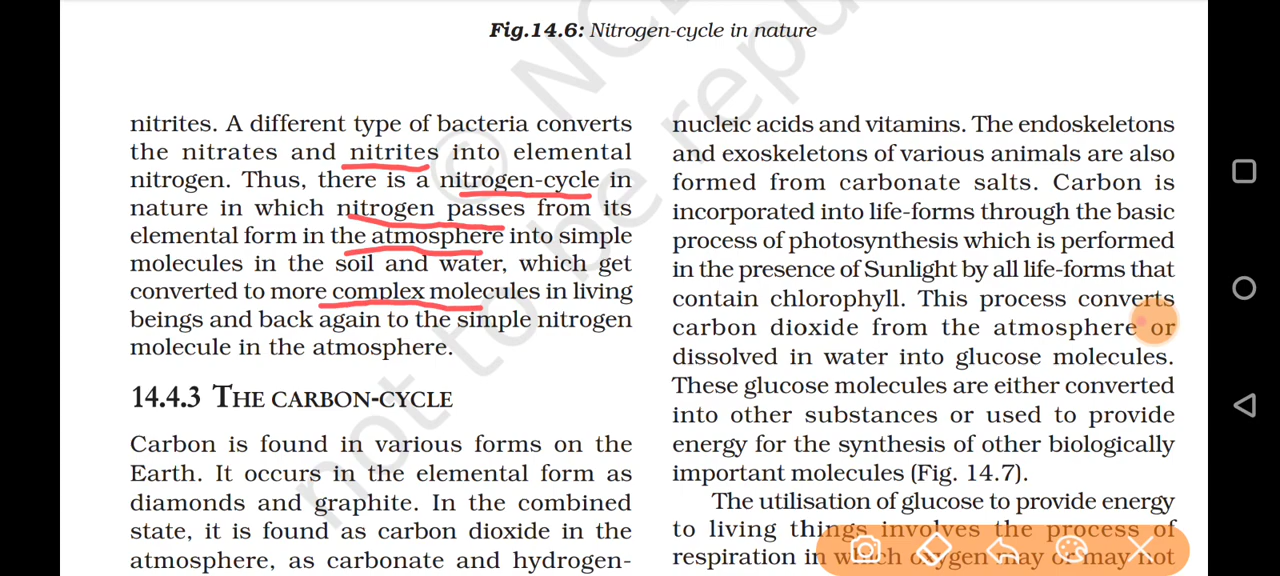 Fig.14.6: Nitrogen-cycle in nature
nitrites. A different type of bacteria converts
the nitrates and nitrites into elemental
nitrogen. Thus, there is a nitrogen-cycle in
nature in which nitrogen passes from its
elemental form in the atmosphere into simple
molecules in the soil and water, which get
converted to more complex molecules in living
beings and back again to the simple nitrogen
molecule in the atmosphere.
14.4.3 THE CARBON-CYCLE
Carbon is found in various forms on the
Earth. It occurs in the elemental form as
diamonds and graphite. In the combined
state, it is found as carbon dioxide in the
atmosphere, as carbonate and hydrogen-
nucleic acids and vitamins. The endoskeletons
and exoskeletons of various animals are also
formed from carbonate salts. Carbon is
incorporated into life-forms through the basic
process of photosynthesis which is performed
in the presence of Sunlight by all life-forms that
contain chlorophyll. This process converts
carbon dioxide from the atmosphere or
dissolved in water into glucose molecules.
These glucose molecules are either converted
into other substances or used to provide
energy for the synthesis of other biologically
important molecules (Fig. 14.7).
The utilisation of glucose to provide energy
to living things involves the process of
respiration in which oxygen may or may not
© NC
not to be repu